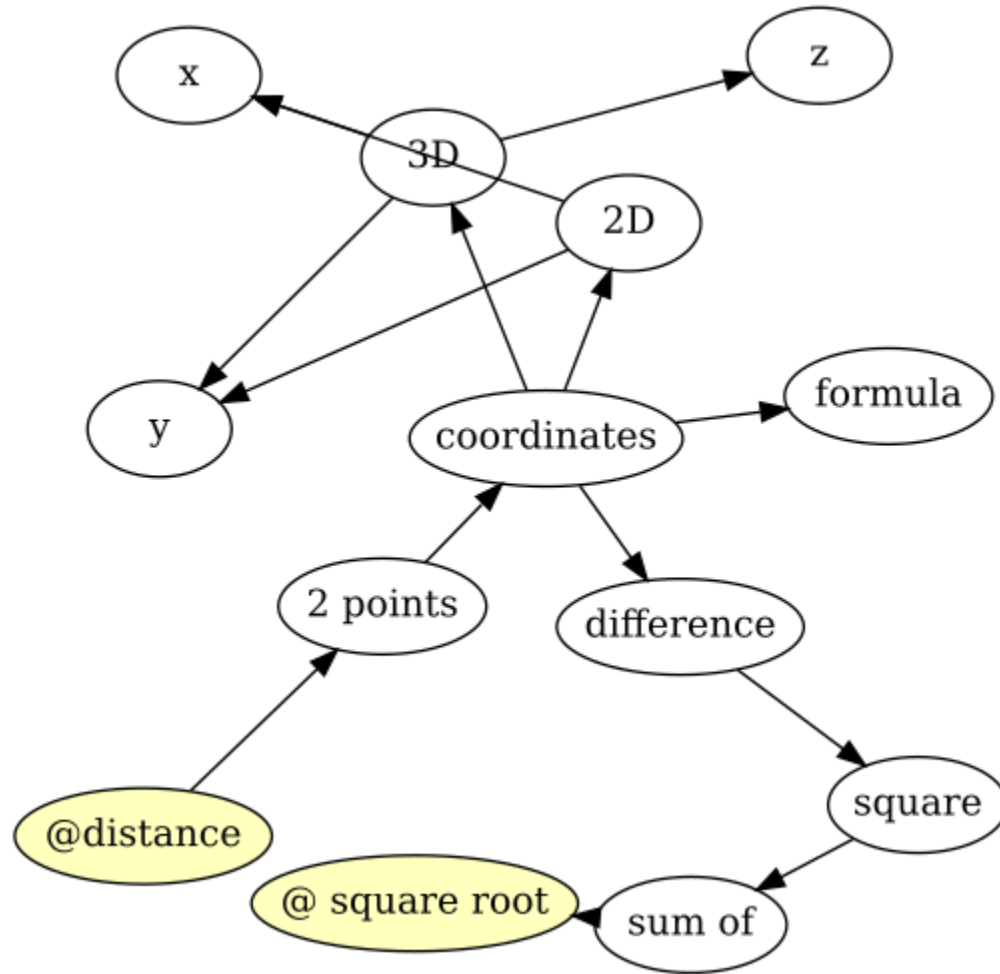 z
x
3D
2D
formula
y
coordinates
2 points
difference
square
@distance
@ square root
sum of